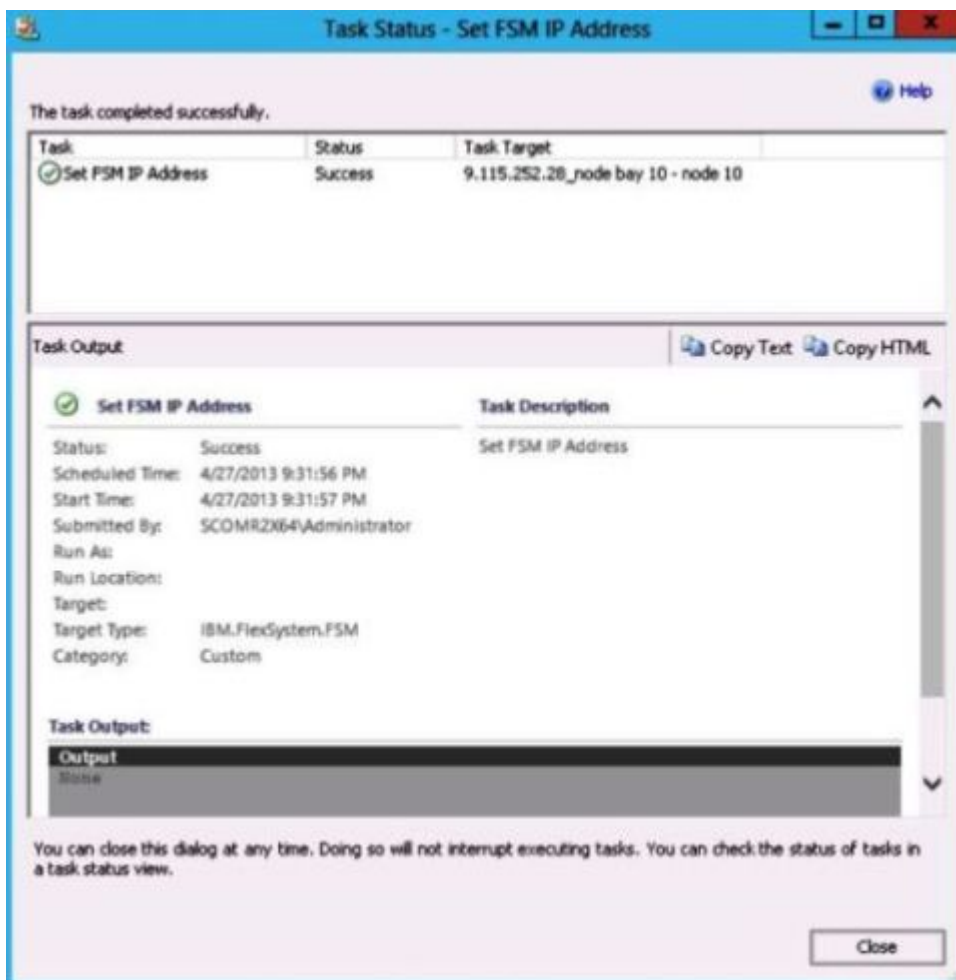 Task Status - Set FSM IP Address
Help
The task completed successfully.
Task Status Task Target
Set FSM IP Address Success 9.115.252.28_node bay 10 - node 10
Task Output Copy Text Copy HTML
Set FSM IP Address Task Description
Status: Success Set FSM IP Address
Scheduled Time: 4/27/2013 9:31:56 PM
Start Time: 4/27/2013 9:31:57 PM
Submitted By: SCOMR2X64\Administrator
Run As:
Run Location:
Target:
Target Type: IBM.FlexSystem.FSM
Category: Custom
Task Output:
Output
None
You can close this dialog at any time. Doing so will not interrupt executing tasks. You can check the status of tasks in
a task status view.
Close